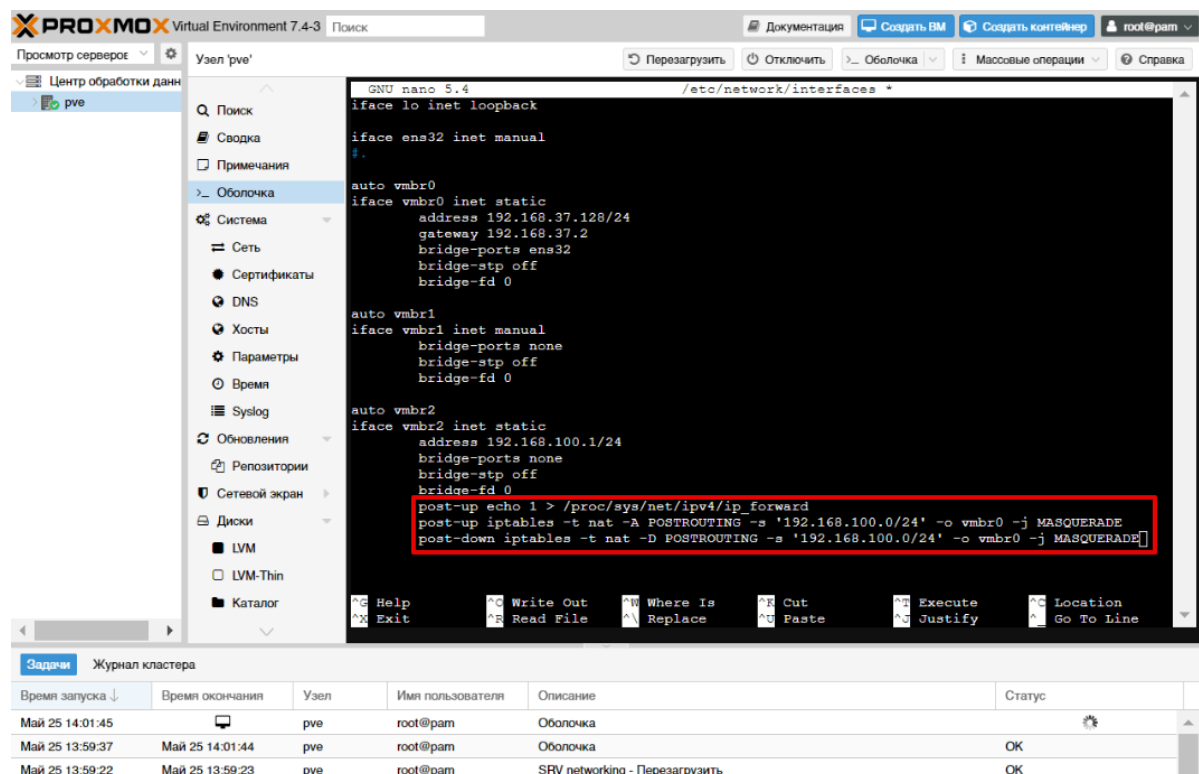 PROXMOX Virtual Environment 7.4-3 Поиск Документация Создать ВМ Создать контейнер root@pam
Просмотр серверов
Узел 'pve' Перезагрузить Отключить >_ Оболочка Массовые операции Справка
Центр обработки данн
pve
Поиск
Сводка
Примечания
>_ Оболочка
Система
Сеть
Сертификаты
DNS
Хосты
Параметры
Время
Syslog
Обновления
Репозитории
Сетевой экран
Диски
LVM
LVM-Thin
Каталог
GNU nano 5.4 /etc/network/interfaces *
iface lo inet loopback
iface ens32 inet manual
#.
auto vmbr0
iface vmbr0 inet static
address 192.168.37.128/24
gateway 192.168.37.2
bridge-ports ens32
bridge-stp off
bridge-fd 0
auto vmbr1
iface vmbr1 inet manual
bridge-ports none
bridge-stp off
bridge-fd 0
auto vmbr2
iface vmbr2 inet static
address 192.168.100.1/24
bridge-ports none
bridge-stp off
bridge-fd 0
post-up echo 1 > /proc/sys/net/ipv4/ip_forward
post-up iptables -t nat -A POSTROUTING -s '192.168.100.0/24' -o vmbr0 -j MASQUERADE
post-down iptables -t nat -D POSTROUTING -s '192.168.100.0/24' -o vmbr0 -j MASQUERADE
^G Help ^O Write Out ^W Where Is ^K Cut ^T Execute ^C Location
^X Exit ^R Read File ^\ Replace ^U Paste ^J Justify ^_ Go To Line
Задачи Журнал кластера
Время запуска ↓ Время окончания Узел Имя пользователя Описание Статус
Май 25 14:01:45 pve root@pam Оболочка
Май 25 13:59:37 Май 25 14:01:44 pve root@pam Оболочка OK
Май 25 13:59:22 Май 25 13:59:23 pve root@pam SRV networking - Перезагрузить OK